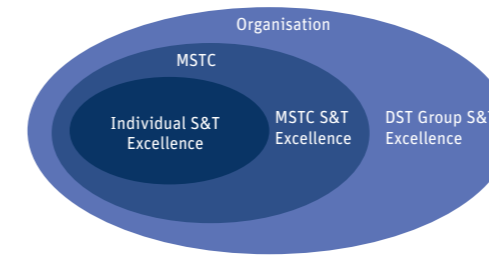 Organisation
MSTC
Individual S&T
Excellence
MSTC S&T
Excellence
DST Group S&T
Excellence